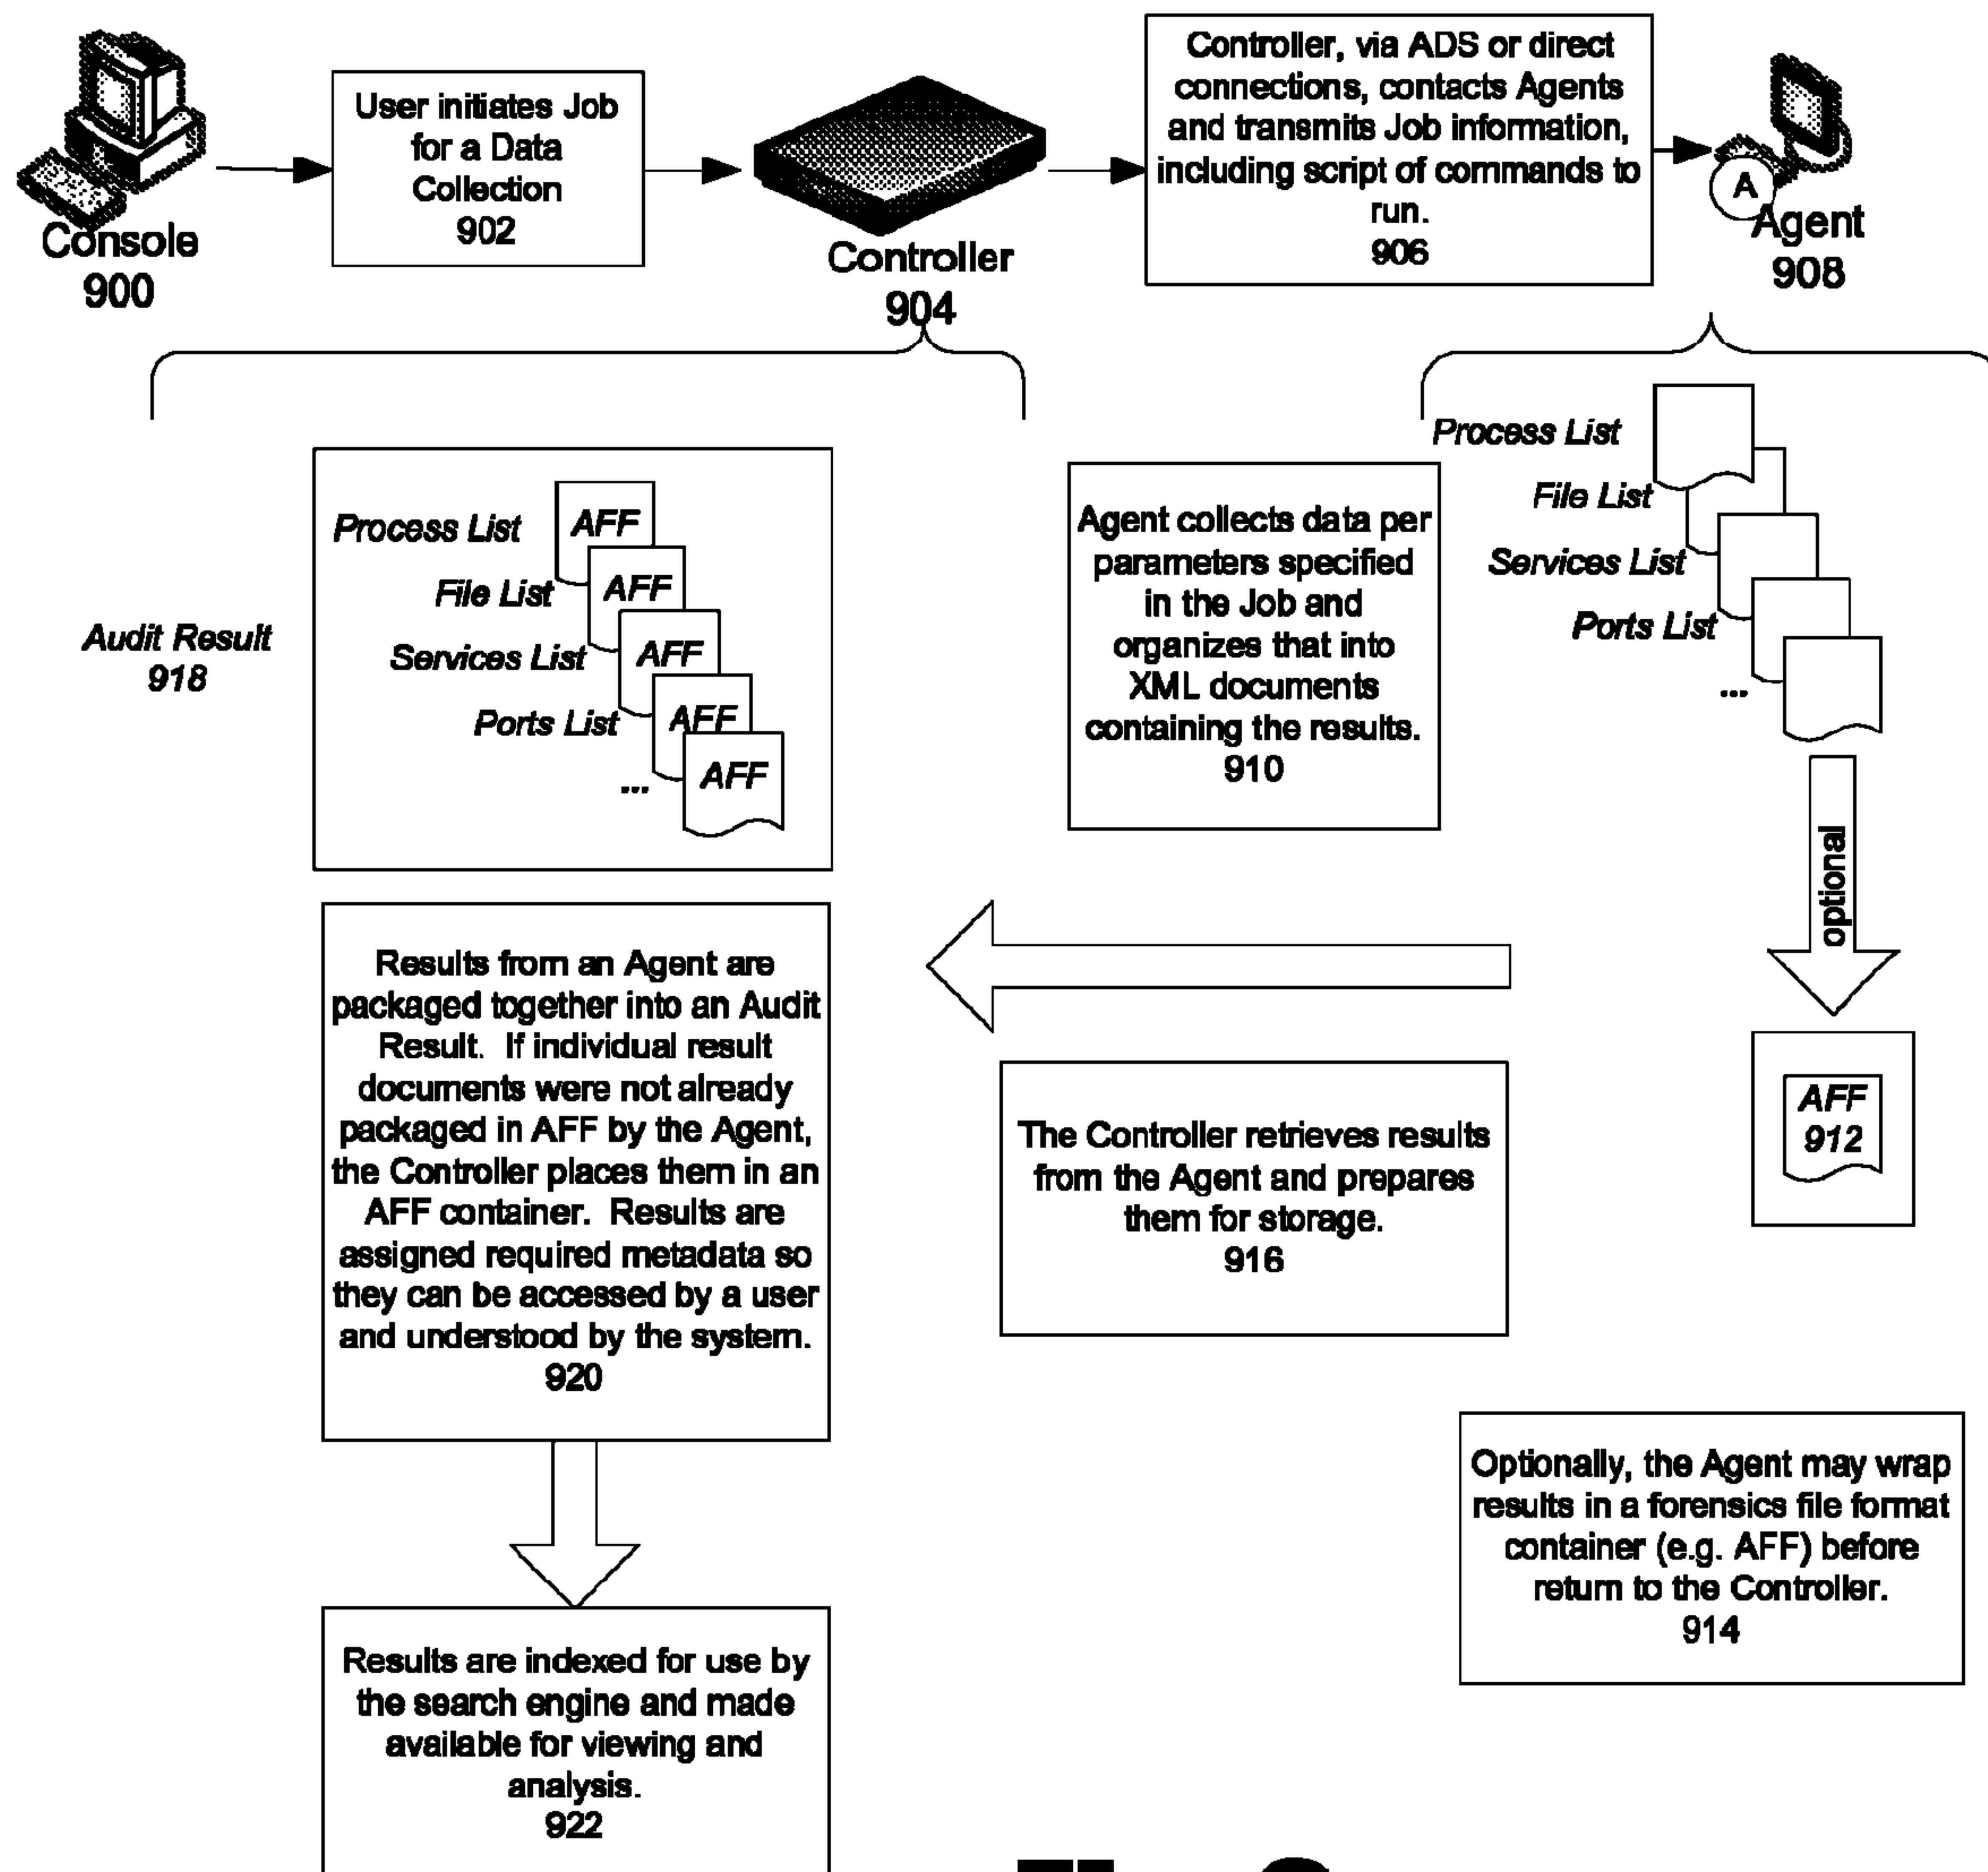 Console
900
User initiates Job
for a Data
Collection
902
Controller
904
Controller, via ADS or direct
connections, contacts Agents
and transmits Job information,
including script of commands to
run.
906
A
Agent
908
Audit Result
918
Process List
AFF
File List
AFF
Services List
AFF
Ports List
AFF
...
AFF
Agent collects data per
parameters specified
in the Job and
organizes that into
XML documents
containing the results.
910
Process List
File List
Services List
Ports List
...
optional
AFF
912
Results from an Agent are
packaged together into an Audit
Result. If individual result
documents were not already
packaged in AFF by the Agent,
the Controller places them in an
AFF container. Results are
assigned required metadata so
they can be accessed by a user
and understood by the system.
920
The Controller retrieves results
from the Agent and prepares
them for storage.
916
Optionally, the Agent may wrap
results in a forensics file format
container (e.g. AFF) before
return to the Controller.
914
Results are indexed for use by
the search engine and made
available for viewing and
analysis.
922